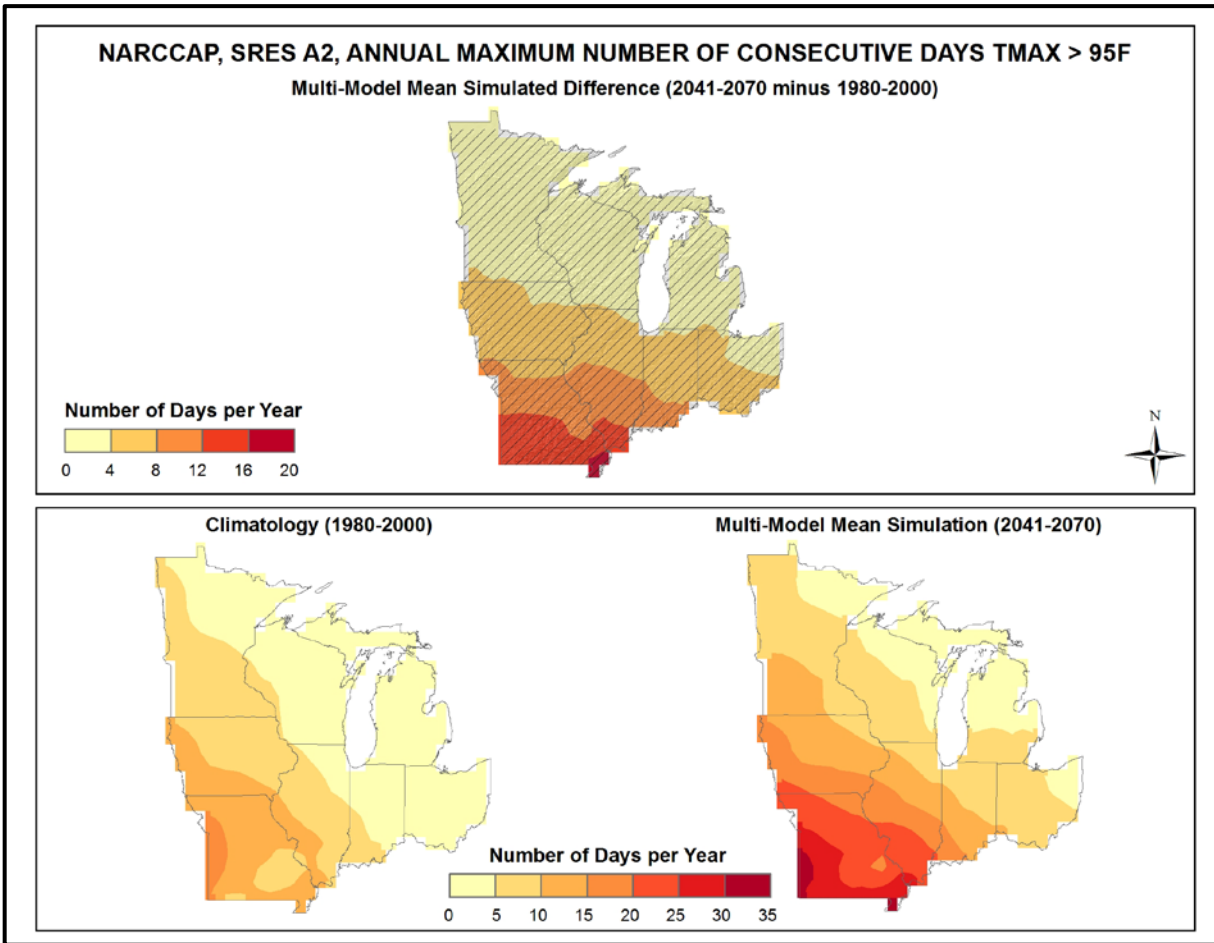 NARCCAP, SRES A2, ANNUAL MAXIMUM NUMBER OF CONSECUTIVE DAYS TMAX > 95F
Multi-Model Mean Simulated Difference (2041-2070 minus 1980-2000)
Number of Days per Year
0 4 8 12 16 20
N
Climatology (1980-2000)
Multi-Model Mean Simulation (2041-2070)
Number of Days per Year
0 5 10 15 20 25 30 35